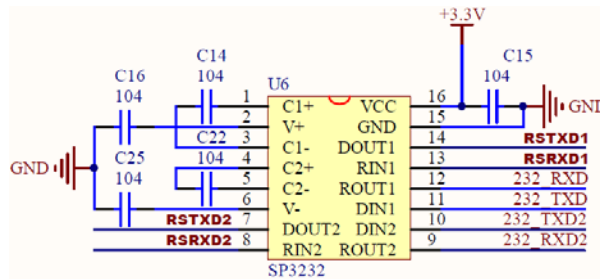 +3.3V
C14
104
C15
104
C16
104
U6
1 C1+ VCC 16
2 V+ GND 15
GND
3 C1- DOUT1 14 RSTXD1
C22
104
4 C2+ RIN1 13 RSRXD1
GND
C25
104
5 C2- ROUT1 12 232_RXD
6 V- DIN1 11 232_TXD
RSTXD2 7 DOUT2 DIN2 10 232_TXD2
RSRXD2 8 RIN2 ROUT2 9 232_RXD2
SP3232